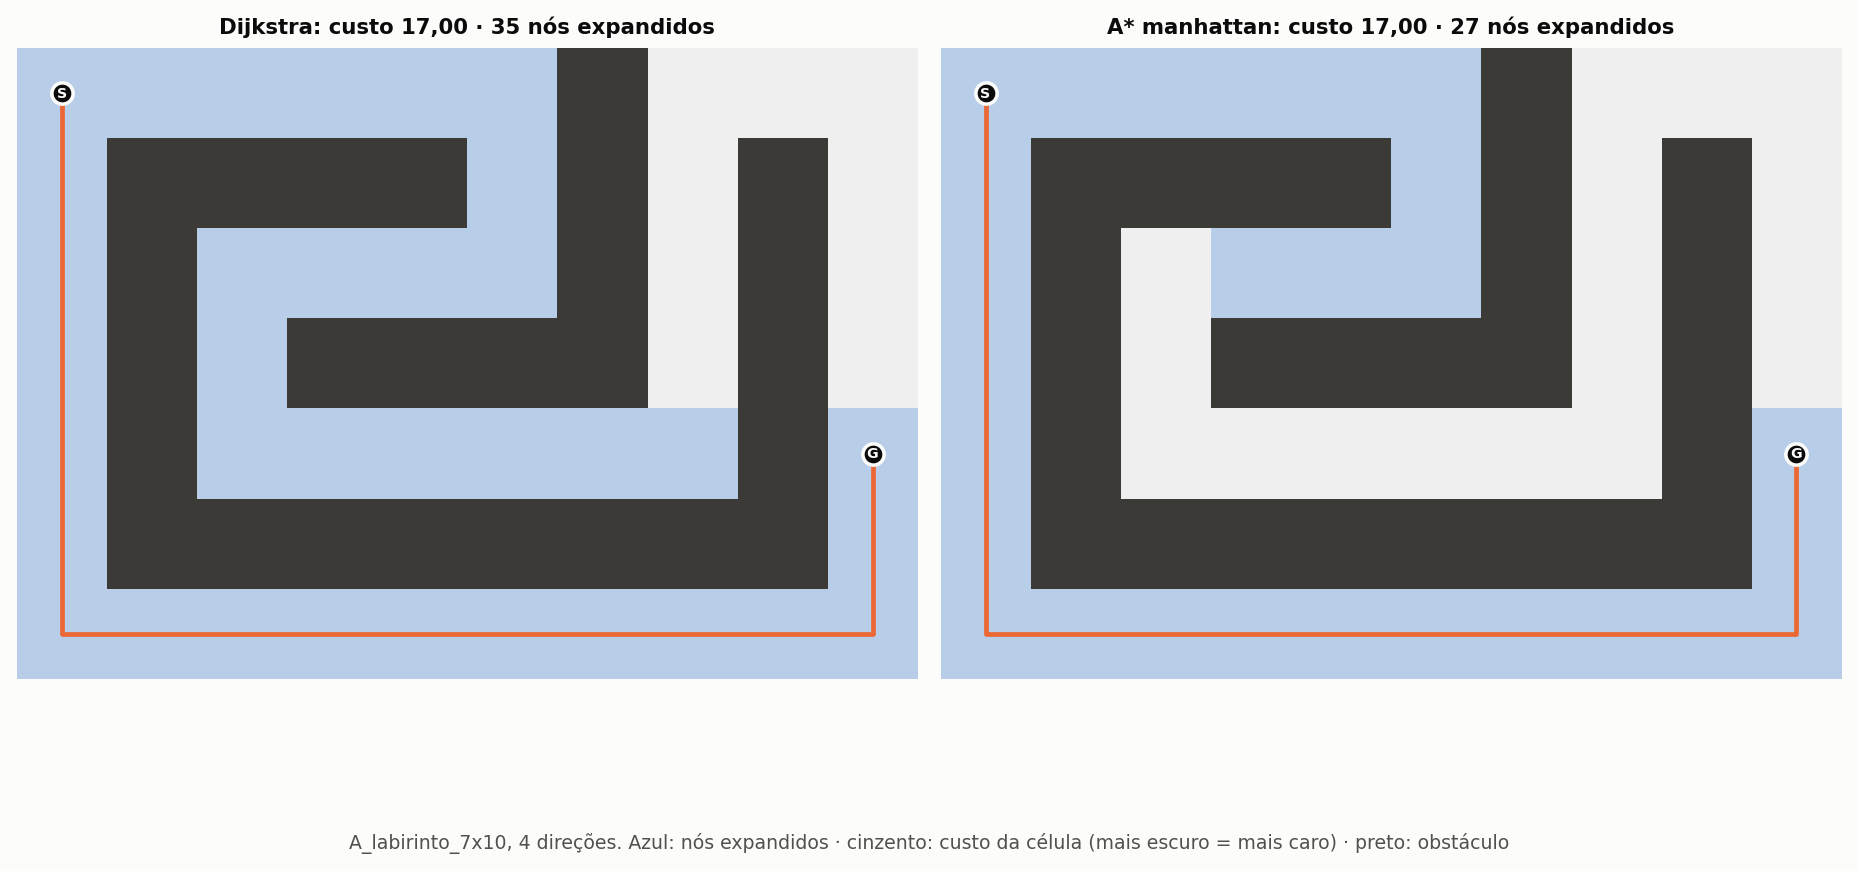 Dijkstra: custo 17,00 · 35 nós expandidos
A* manhattan: custo 17,00 · 27 nós expandidos
S
S
G
G
A_labirinto_7x10, 4 direções. Azul: nós expandidos · cinzento: custo da célula (mais escuro = mais caro) · preto: obstáculo